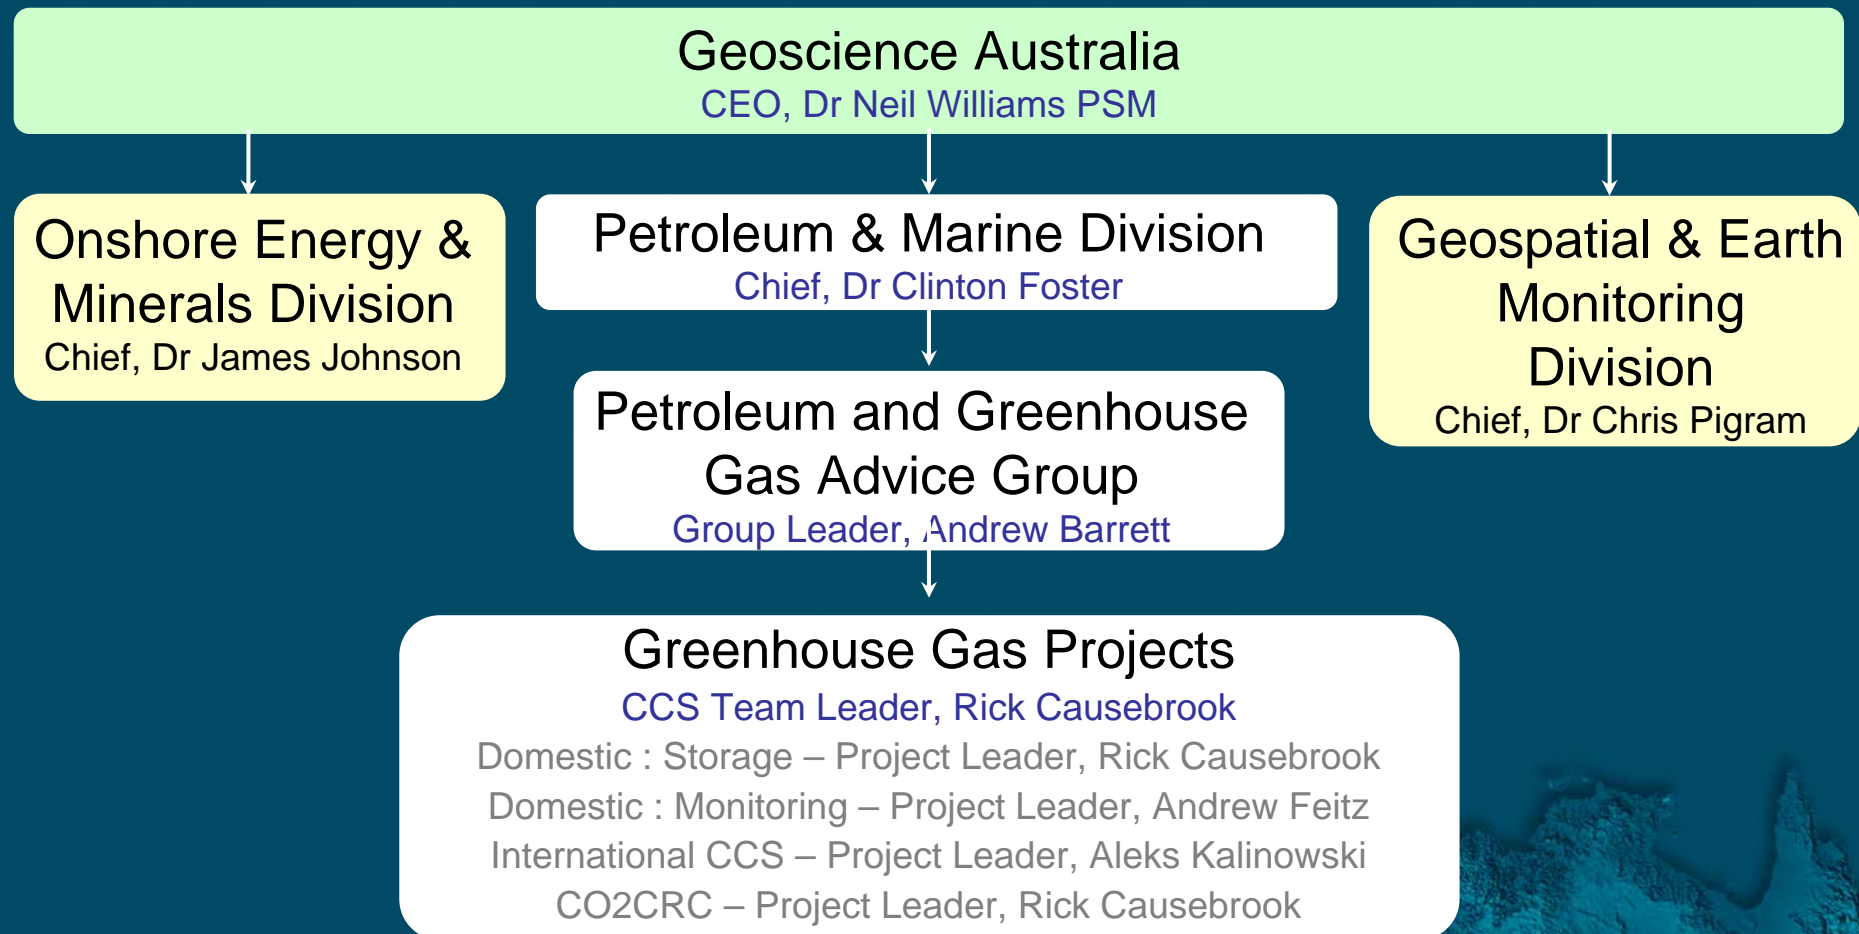 Geoscience Australia
CEO, Dr Neil Williams PSM
Onshore Energy &
Minerals Division
Chief, Dr James Johnson
Petroleum & Marine Division
Chief, Dr Clinton Foster
Geospatial & Earth
Monitoring
Division
Chief, Dr Chris Pigram
Petroleum and Greenhouse
Gas Advice Group
Group Leader, Andrew Barrett
Greenhouse Gas Projects
CCS Team Leader, Rick Causebrook
Domestic : Storage – Project Leader, Rick Causebrook
Domestic : Monitoring – Project Leader, Andrew Feitz
International CCS – Project Leader, Aleks Kalinowski
CO2CRC – Project Leader, Rick Causebrook